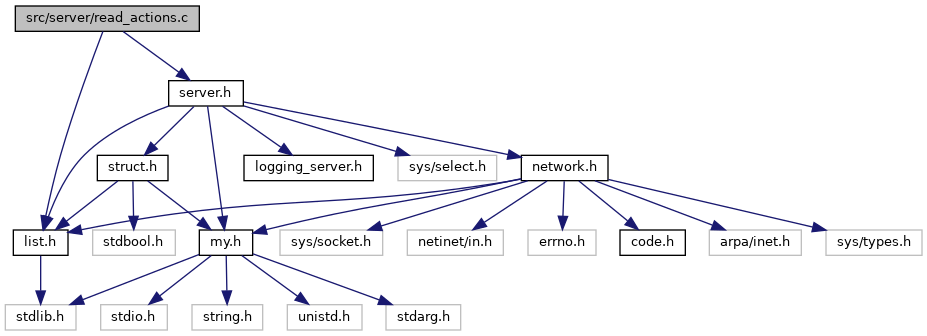 src/server/read_actions.c
server.h
struct.h
logging_server.h
sys/select.h
network.h
list.h
stdbool.h
my.h
sys/socket.h
netinet/in.h
errno.h
code.h
arpa/inet.h
sys/types.h
stdlib.h
stdio.h
string.h
unistd.h
stdarg.h